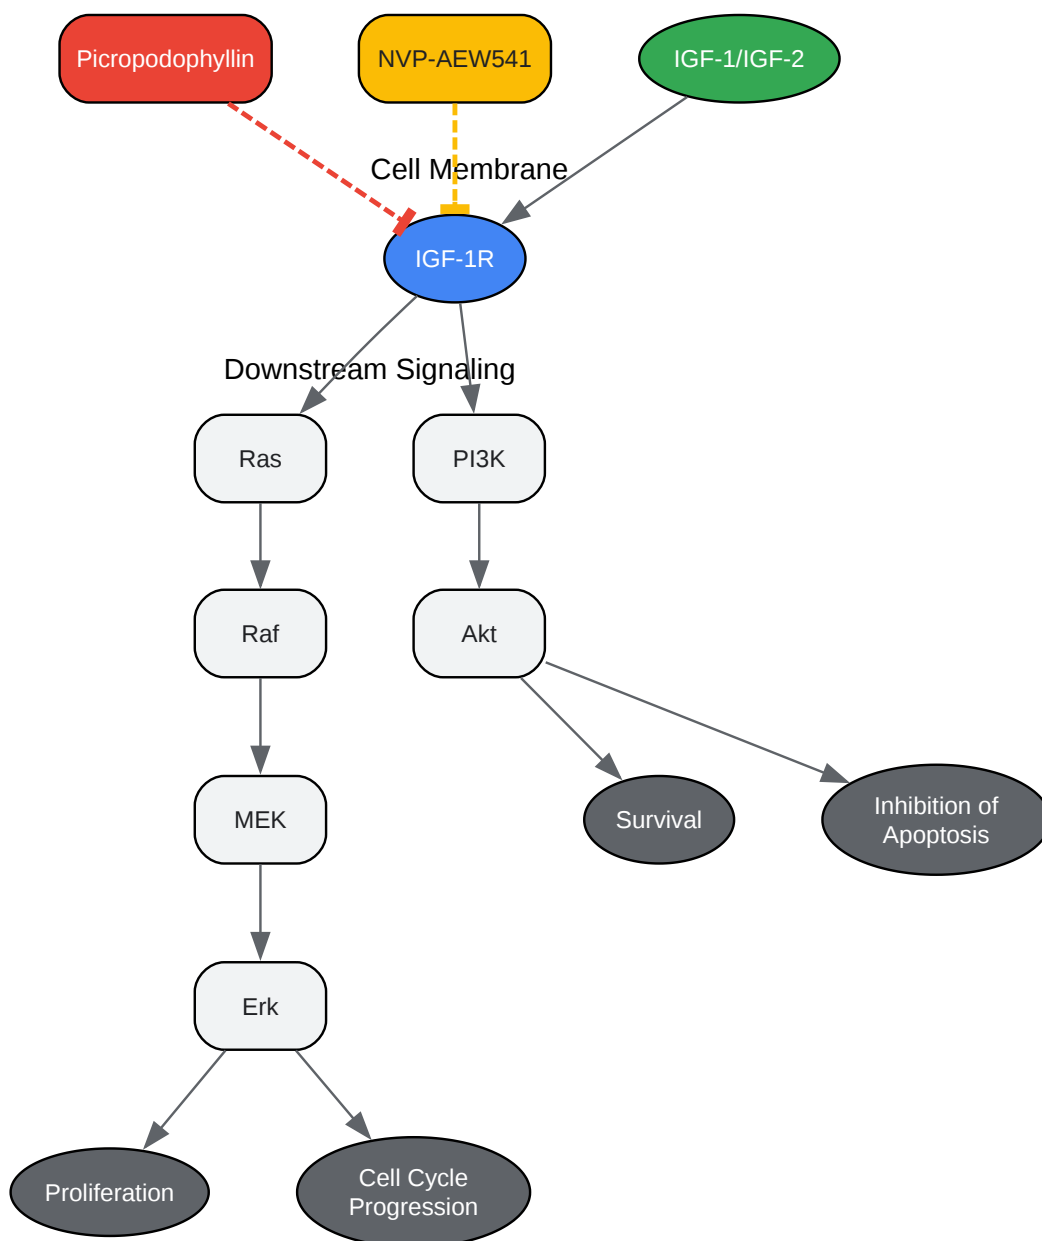 Picropodophyllin
NVP-AEW541
IGF-1/IGF-2
Cell Membrane
IGF-1R
Downstream Signaling
Ras
PI3K
Raf
Akt
MEK
Survival
Inhibition of
Apoptosis
Erk
Proliferation
Cell Cycle
Progression